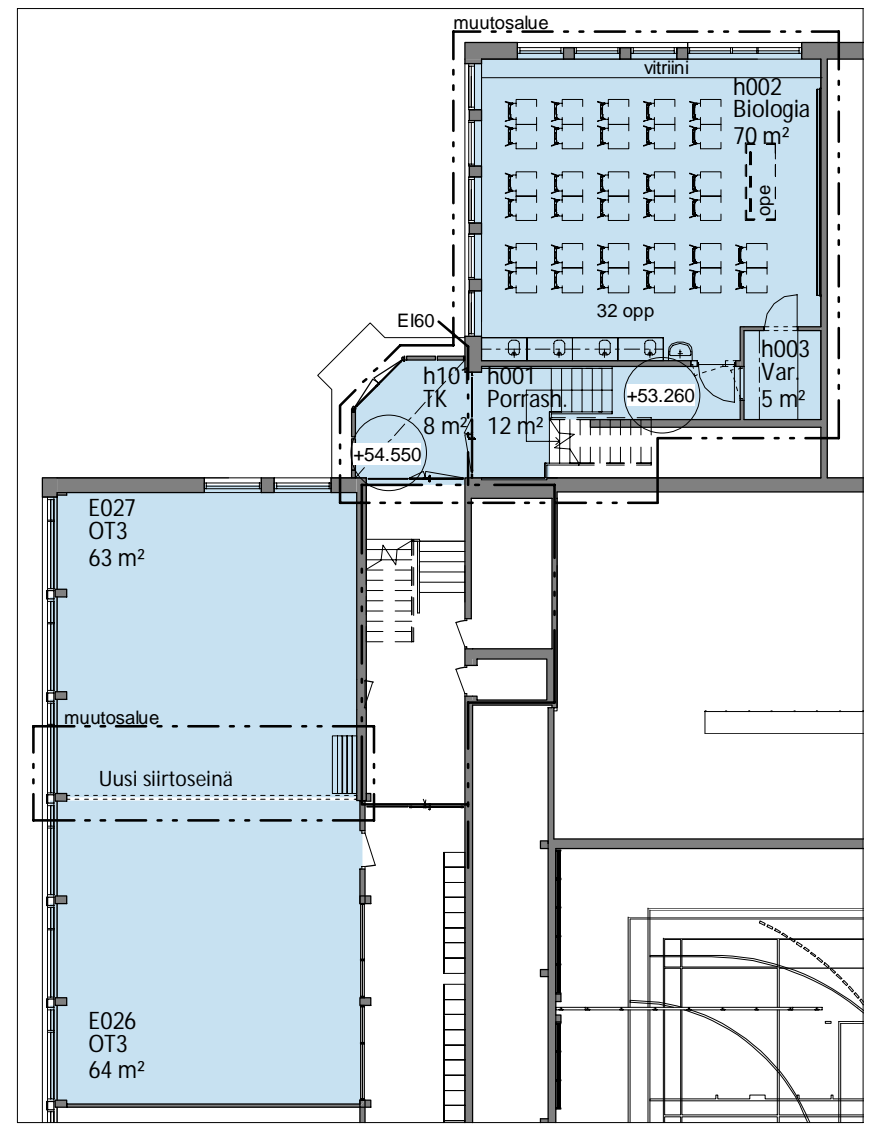 muutosalue
vitriini
h002
Biologia
70 m²
ope
32 opp
EI60
h003
Var.
5 m²
h101
TK
8 m²
h001
Porrash.
12 m²
+53.260
+54.550
E027
OT3
63 m²
muutosalue
Uusi siirtoseinä
E026
OT3
64 m²